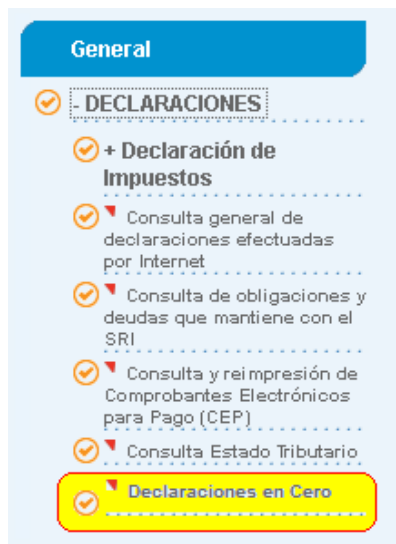 General
- DECLARACIONES
+ Declaración de
Impuestos
Consulta general de
declaraciones efectuadas
por Internet
Consulta de obligaciones y
deudas que mantiene con el
SRI
Consulta y reimpresión de
Comprobantes Electrónicos
para Pago (CEP)
Consulta Estado Tributario
Declaraciones en Cero